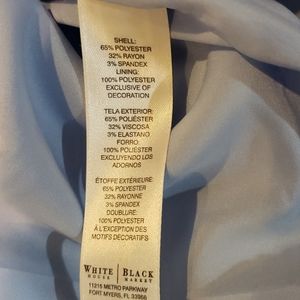 SHELL:
65% POLYESTER
32% RAYON
3% SPANDEX
LINING:
100% POLYESTER
EXCLUSIVE OF
DECORATION
TELA EXTERIOR:
65% POLIÉSTER
32% VISCOSA
3% ELASTANO
FORRO:
100% POLIÉSTER
EXCLUYENDO LOS
ADORNOS
ÉTOFFE EXTÉRIEURE:
65% POLYESTER
32% RAYONNE
3% SPANDEX
DOUBLURE:
100% POLYESTER
À L'EXCEPTION DES
MOTIFS DÉCORATIFS
WHITE | BLACK
HOUSE | MARKET
11215 METRO PARKWAY
FORT MYERS, FL 33966